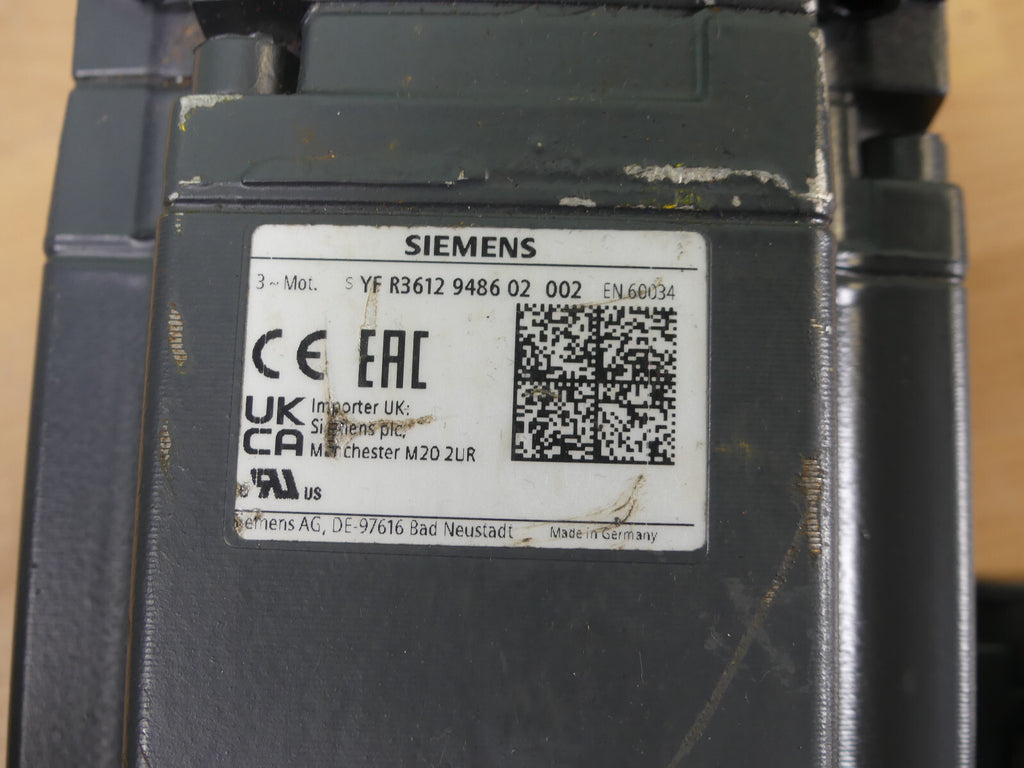 SIEMENS
3 ~ Mot. S YF R3612 9486 02 002 EN 60034
CE EAC
UK Importer UK:
CA Siemens plc,
Manchester M20 2UR
US
Siemens AG, DE-97616 Bad Neustadt Made in Germany